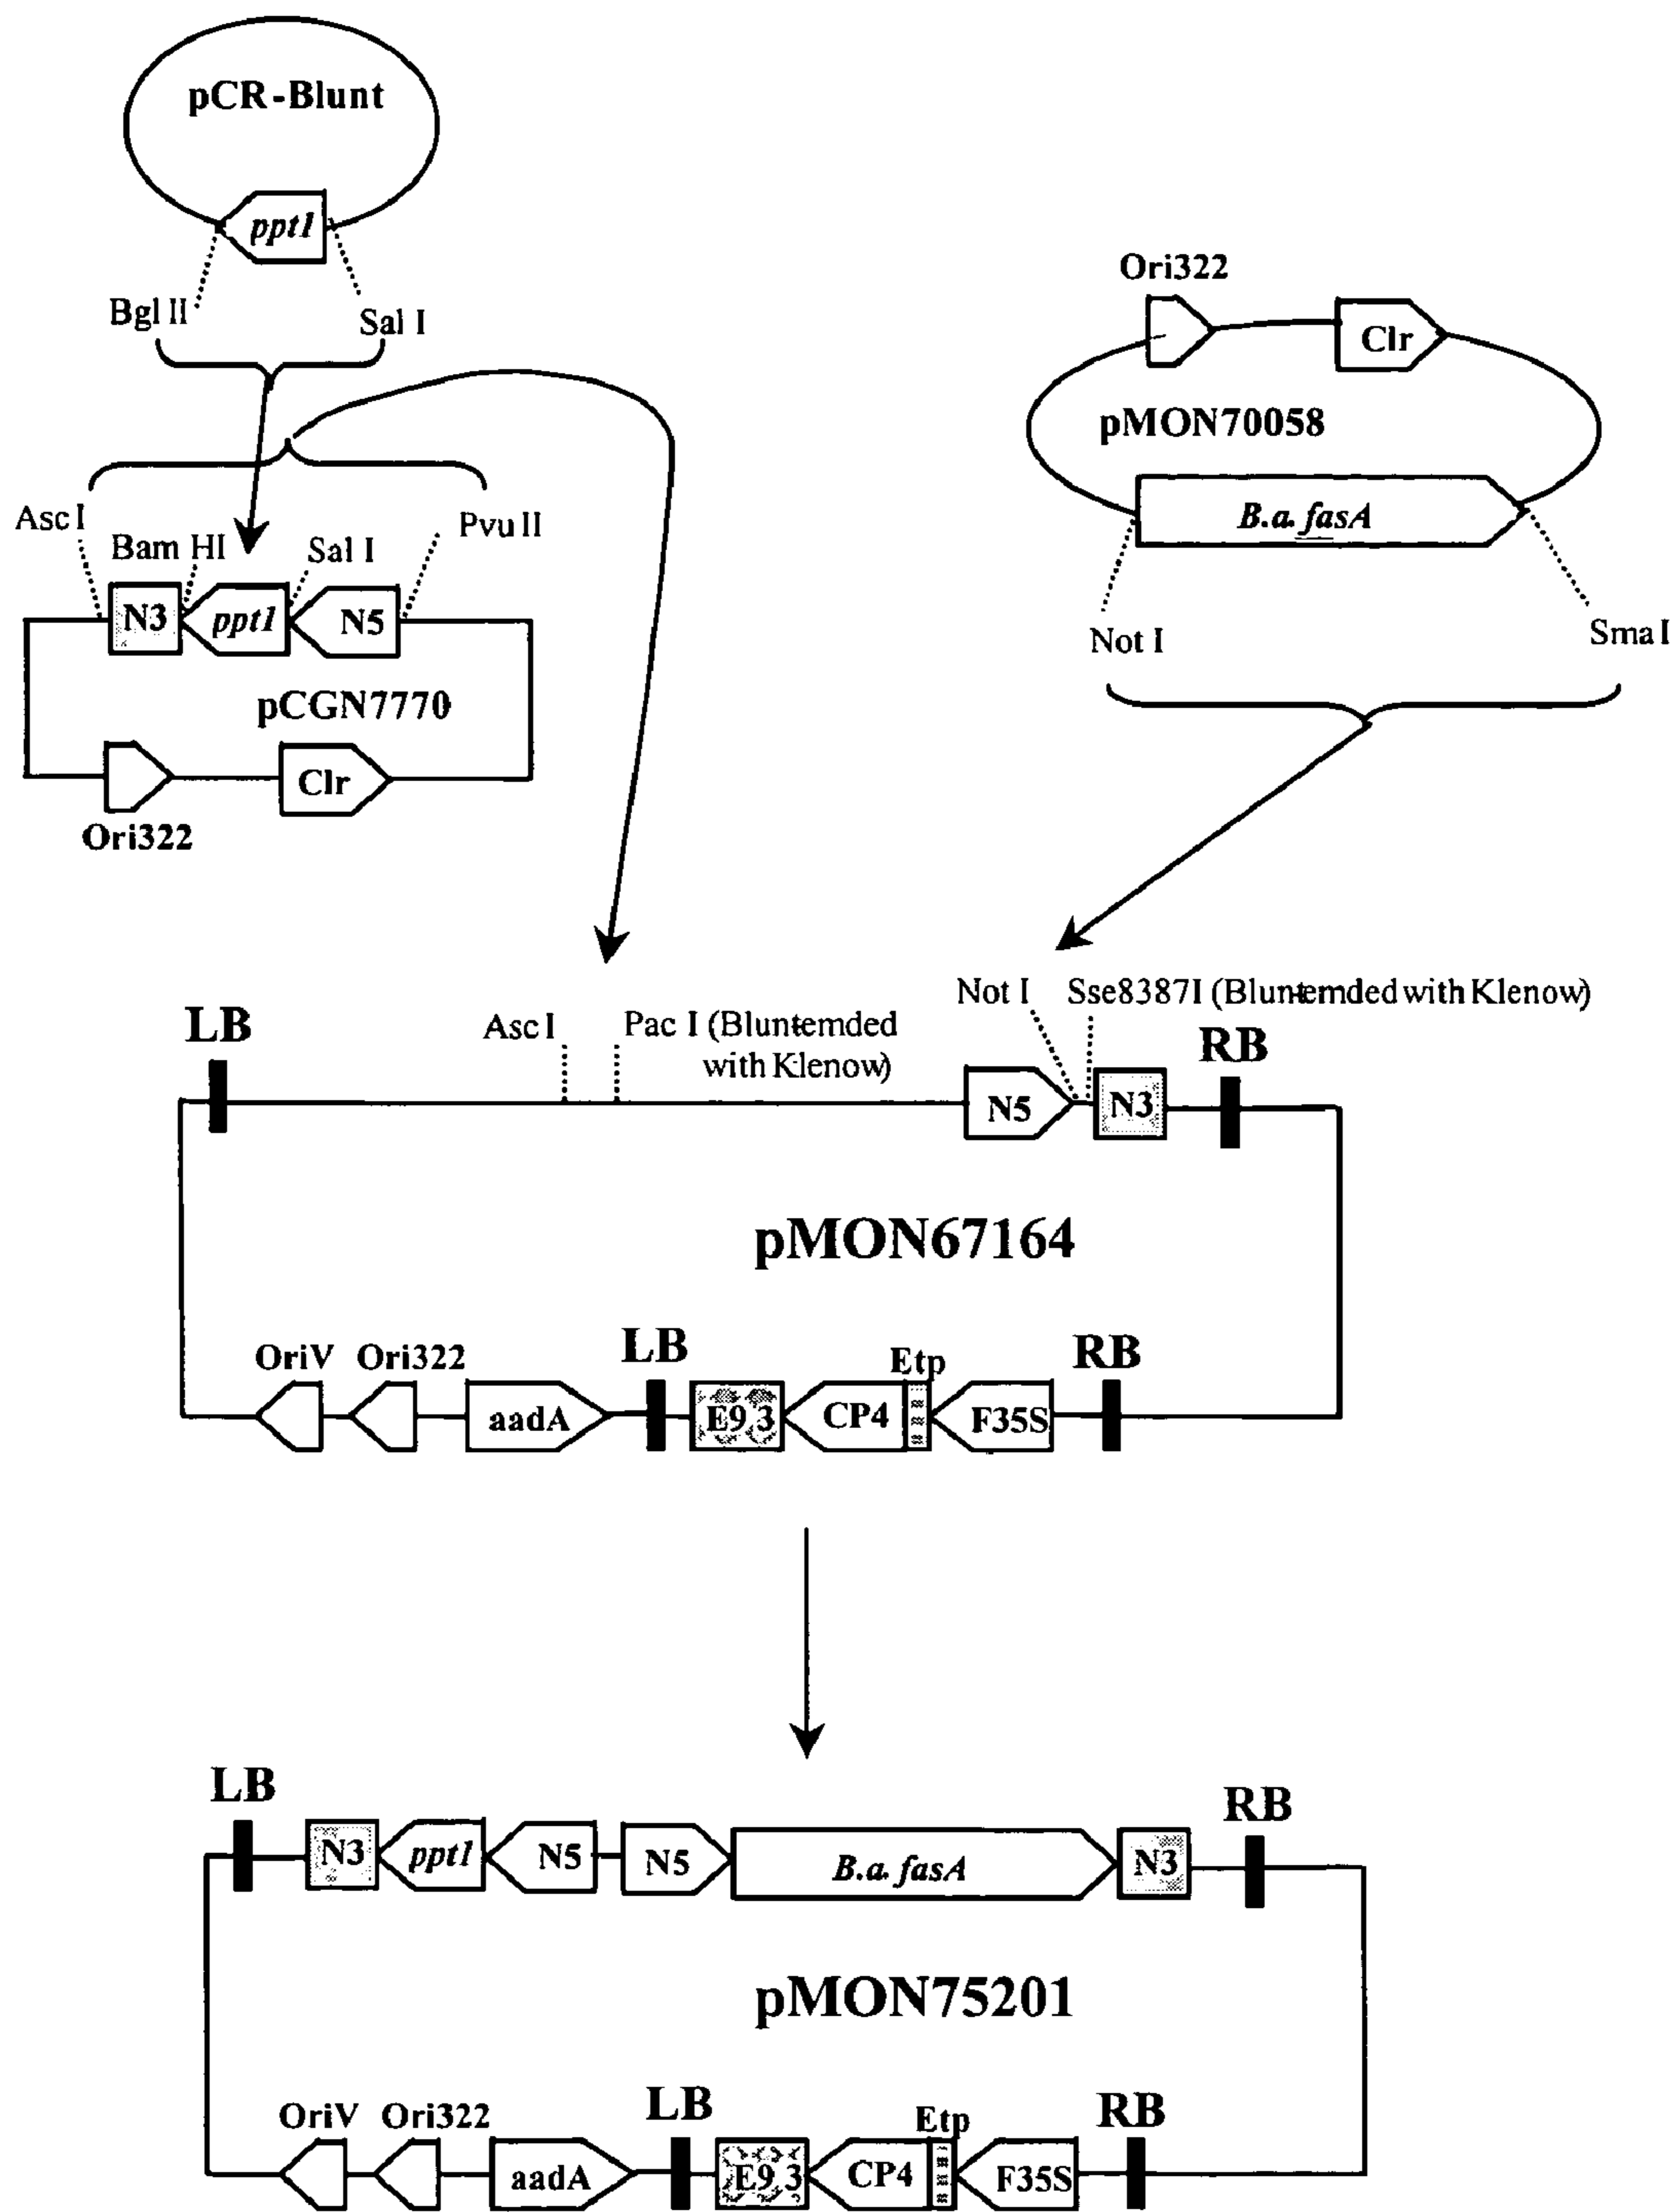 pCR-Blunt
ppt1
Bgl II
Sal I
Ori322
Clr
pMON70058
B.a. fasA
Not I
Sma I
Asc I
Bam HI
Sal I
Pvu II
N3
ppt1
N5
pCGN7770
Clr
Ori322
LB
Asc I
Pac I (Bluntemded
with Klenow)
Not I
Sse8387I (Bluntemded with Klenow)
RB
N5
N3
pMON67164
OriV
Ori322
aadA
LB
E9 3
CP4
Etp
F35S
RB
LB
N3
ppt1
N5
N5
B.a. fasA
N3
RB
pMON75201
OriV
Ori322
aadA
LB
E9 3
CP4
Etp
F35S
RB